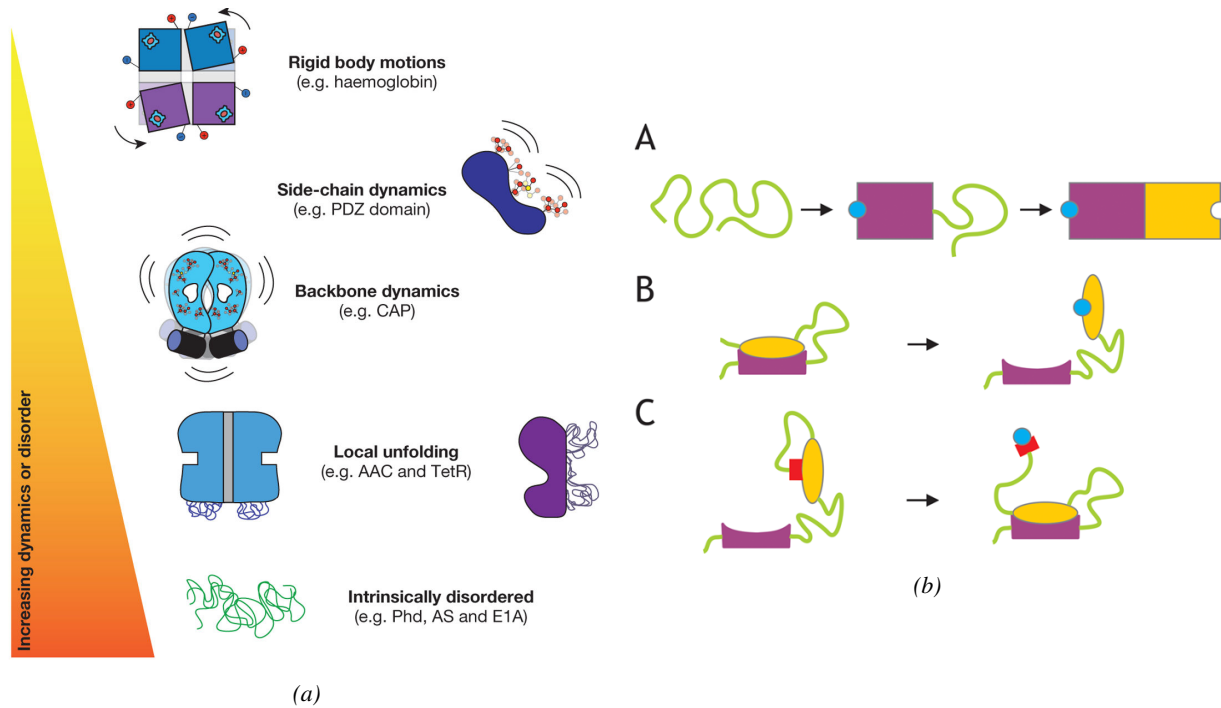 Increasing dynamics or disorder
Rigid body motions
(e.g. haemoglobin)
Side-chain dynamics
(e.g. PDZ domain)
Backbone dynamics
(e.g. CAP)
Local unfolding
(e.g. AAC and TetR)
Intrinsically disordered
(e.g. Phd, AS and E1A)
(a)
A
B
C
(b)